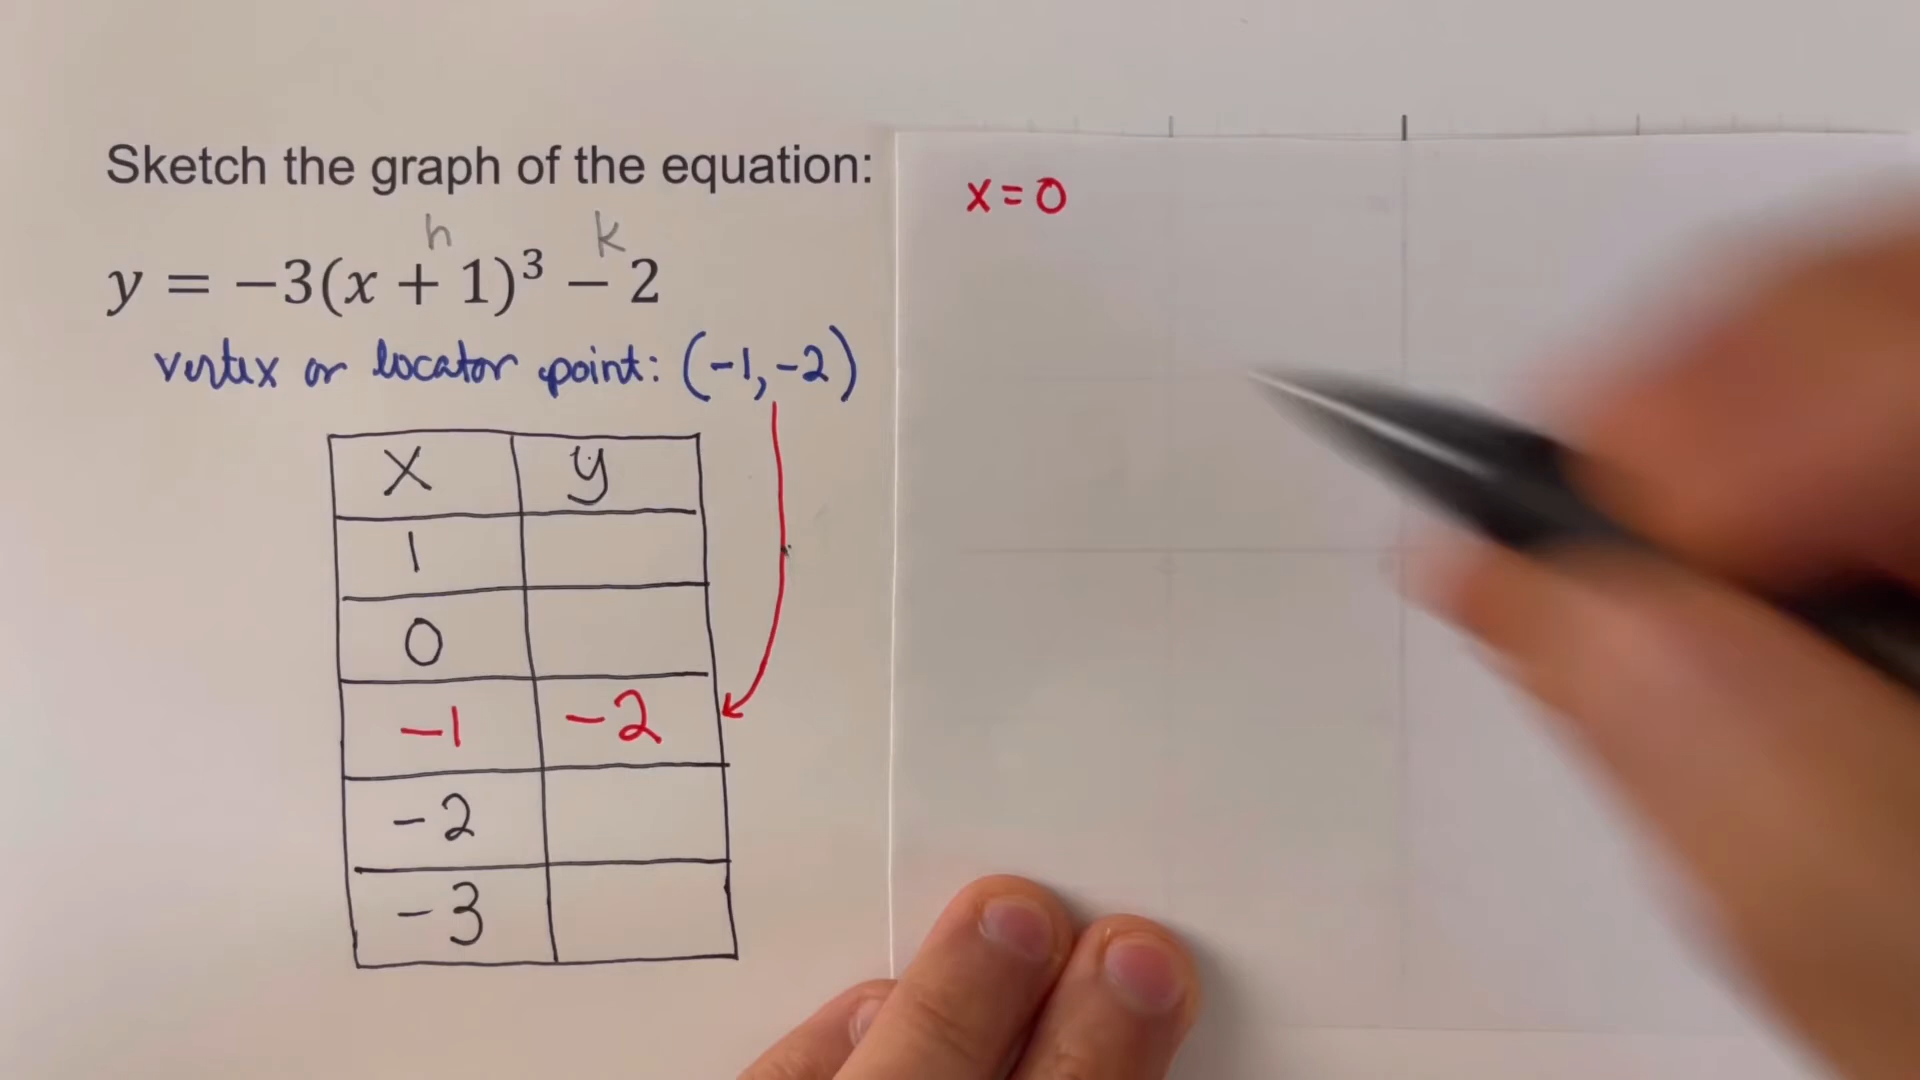 Sketch the graph of the equation:
h k
y = −3(x + 1)³ − 2
vertex or locator point: (-1, -2)
x y
1
0
-1 -2
-2
-3
x = 0